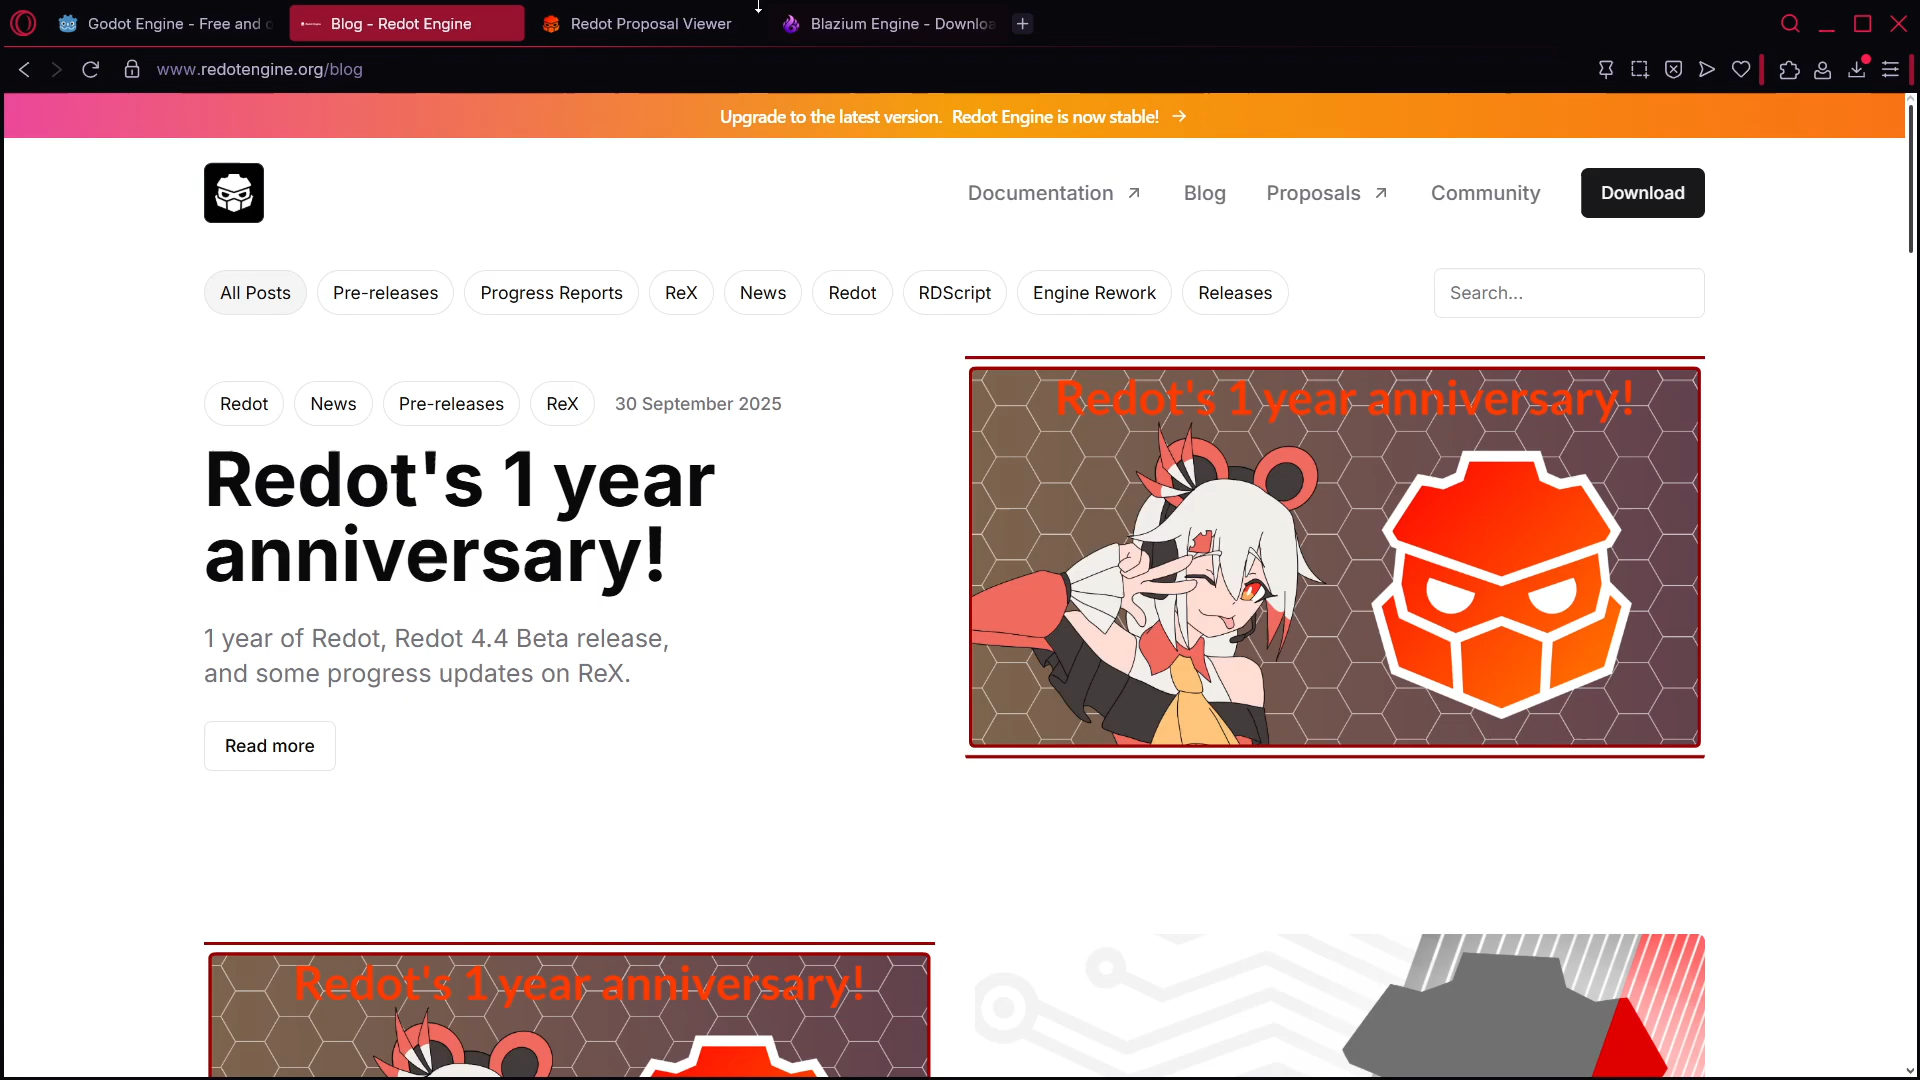 Godot Engine - Free and o
Blog - Redot Engine
Redot Proposal Viewer
Blazium Engine - Downloa
www.redotengine.org/blog
Upgrade to the latest version. Redot Engine is now stable! →
Documentation ↗
Blog
Proposals ↗
Community
Download
All Posts
Pre-releases
Progress Reports
ReX
News
Redot
RDScript
Engine Rework
Releases
Search...
Redot
News
Pre-releases
ReX
30 September 2025
Redot's 1 year
anniversary!
1 year of Redot, Redot 4.4 Beta release,
and some progress updates on ReX.
Read more
Redot's 1 year anniversary!
Redot's 1 year anniversary!